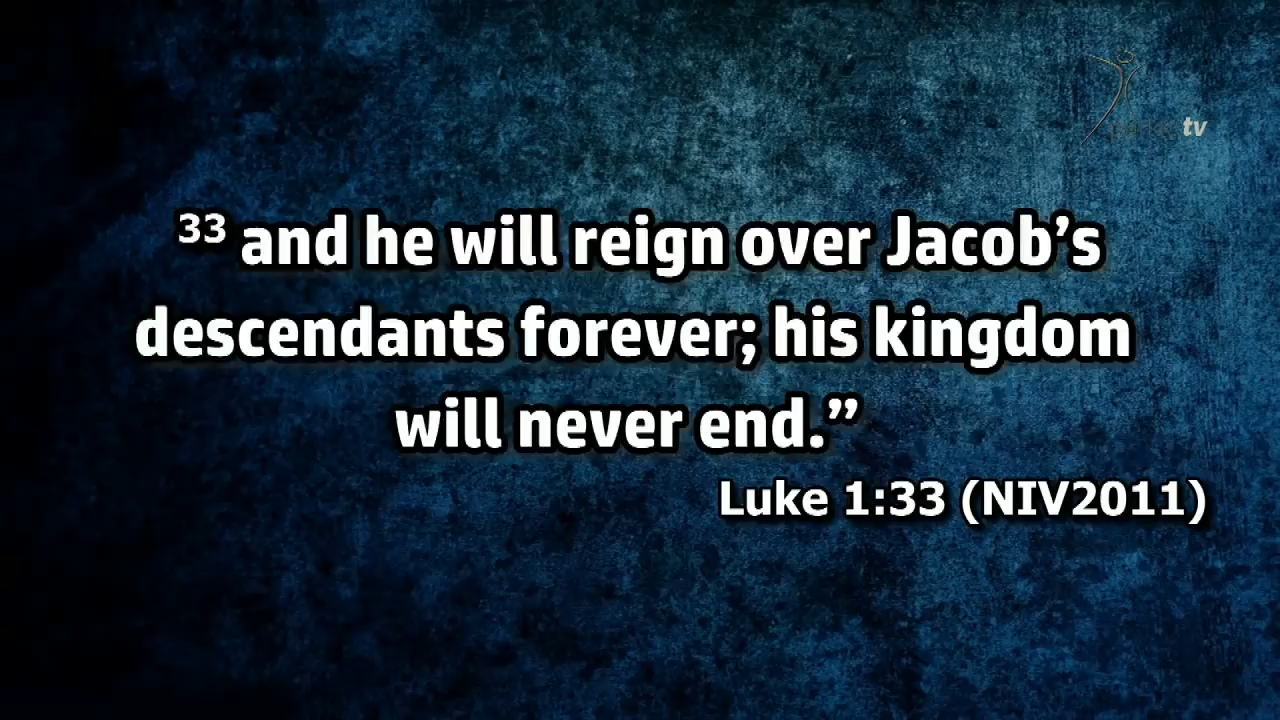 tv
³³ and he will reign over Jacob’s
descendants forever; his kingdom
will never end.”
Luke 1:33 (NIV2011)